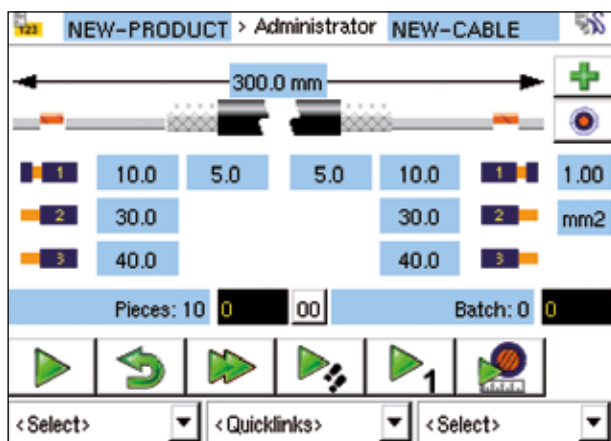 123 NEW-PRODUCT > Administrator NEW-CABLE
300.0 mm
1 10.0 5.0 5.0 10.0 1 1.00
2 30.0 30.0 2 mm2
3 40.0 40.0 3
Pieces: 10 0 00 Batch: 0 0
1
<Select> <Quicklinks> <Select>